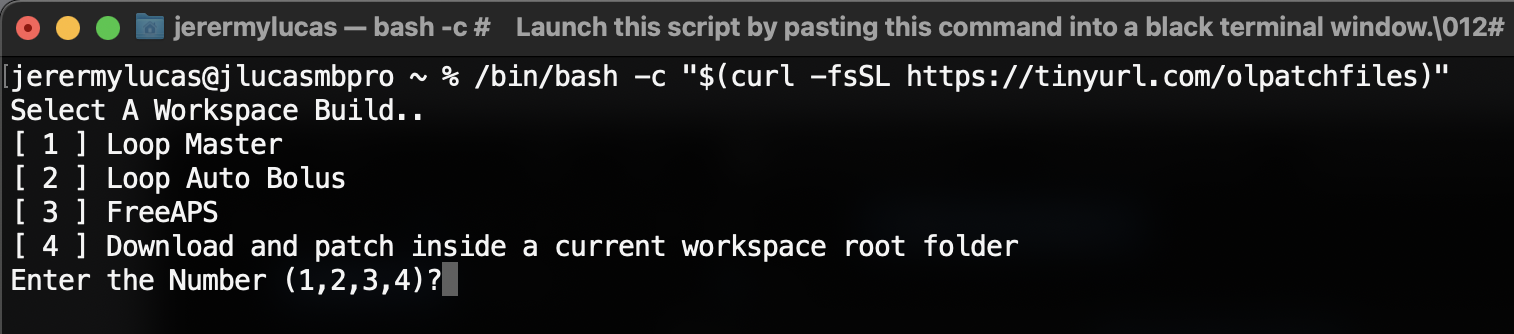 jerermylucas — bash -c # Launch this script by pasting this command into a black terminal window.\012#
[jerermylucas@jlucasmbpro ~ % /bin/bash -c "$(curl -fsSL https://tinyurl.com/olpatchfiles)"
Select A Workspace Build..
[ 1 ] Loop Master
[ 2 ] Loop Auto Bolus
[ 3 ] FreeAPS
[ 4 ] Download and patch inside a current workspace root folder
Enter the Number (1,2,3,4)?